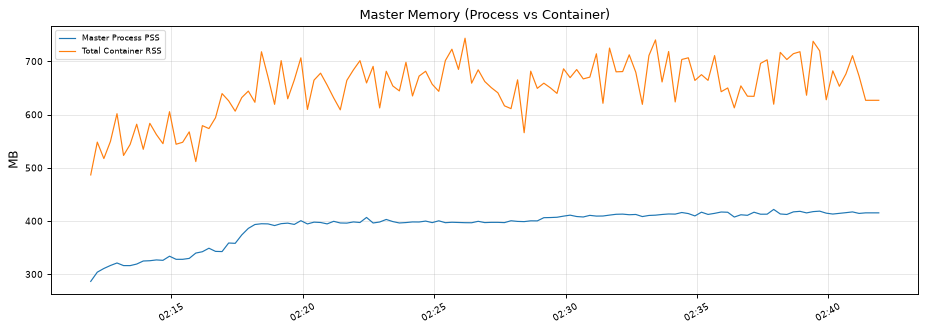 Master Memory (Process vs Container)
Master Process PSS
Total Container RSS
MB
700
600
500
400
300
02:15
02:20
02:25
02:30
02:35
02:40